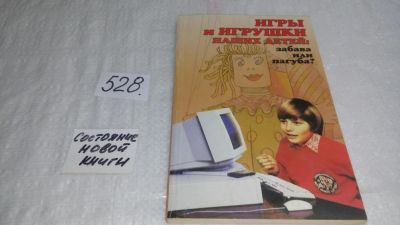 528.
Состояние
новой
книги
ИГРЫ
и ИГРУШКИ
НАШИХ ДЕТЕЙ:
забава
или
пагуба?